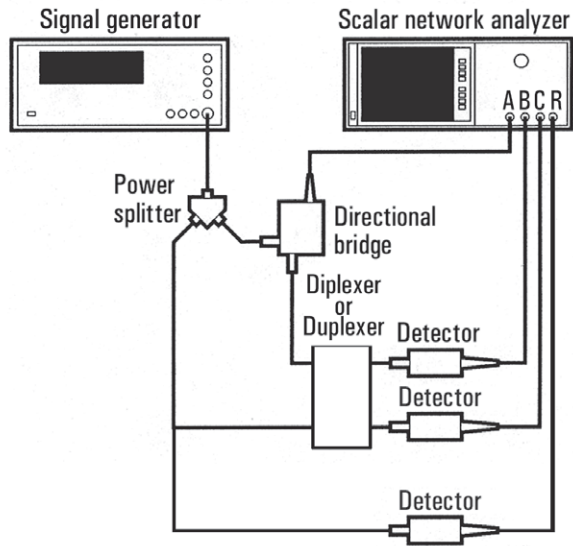 Signal generator
Scalar network analyzer
A B C R
Power
splitter
Directional
bridge
Diplexer
or
Duplexer
Detector
Detector
Detector